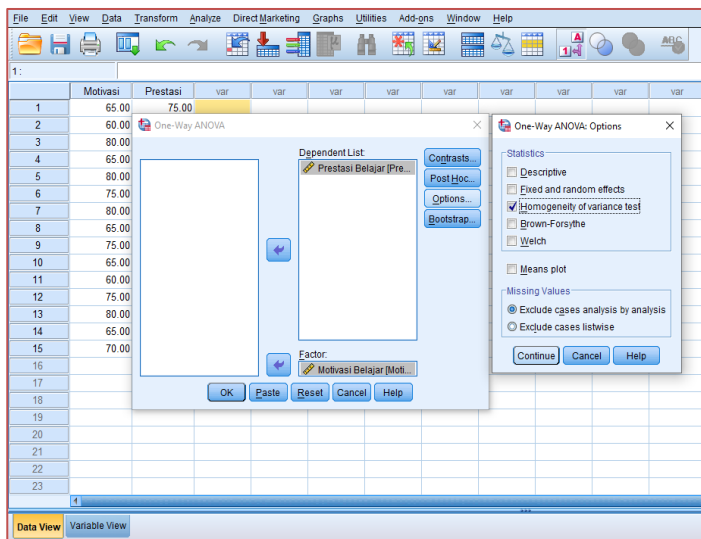 File Edit View Data Transform Analyze Direct Marketing Graphs Utilities Add-ons Window Help
A
1
ABC
1 :
Motivasi Prestasi var var var var var var var
1 65.00 75.00
2 60.00
3 80.00
4 65.00
5 80.00
6 75.00
7 80.00
8 65.00
9 75.00
10 65.00
11 60.00
12 75.00
13 80.00
14 65.00
15 70.00
16
17
18
19
20
21
22
23
One-Way ANOVA
Dependent List:
Prestasi Belajar [Pre...
Contrasts...
Post Hoc...
Options...
Bootstrap...
Factor:
Motivasi Belajar [Moti...
OK Paste Reset Cancel Help
One-Way ANOVA: Options
Statistics
Descriptive
Fixed and random effects
Homogeneity of variance test
Brown-Forsythe
Welch
Means plot
Missing Values
Exclude cases analysis by analysis
Exclude cases listwise
Continue Cancel Help
Data View Variable View